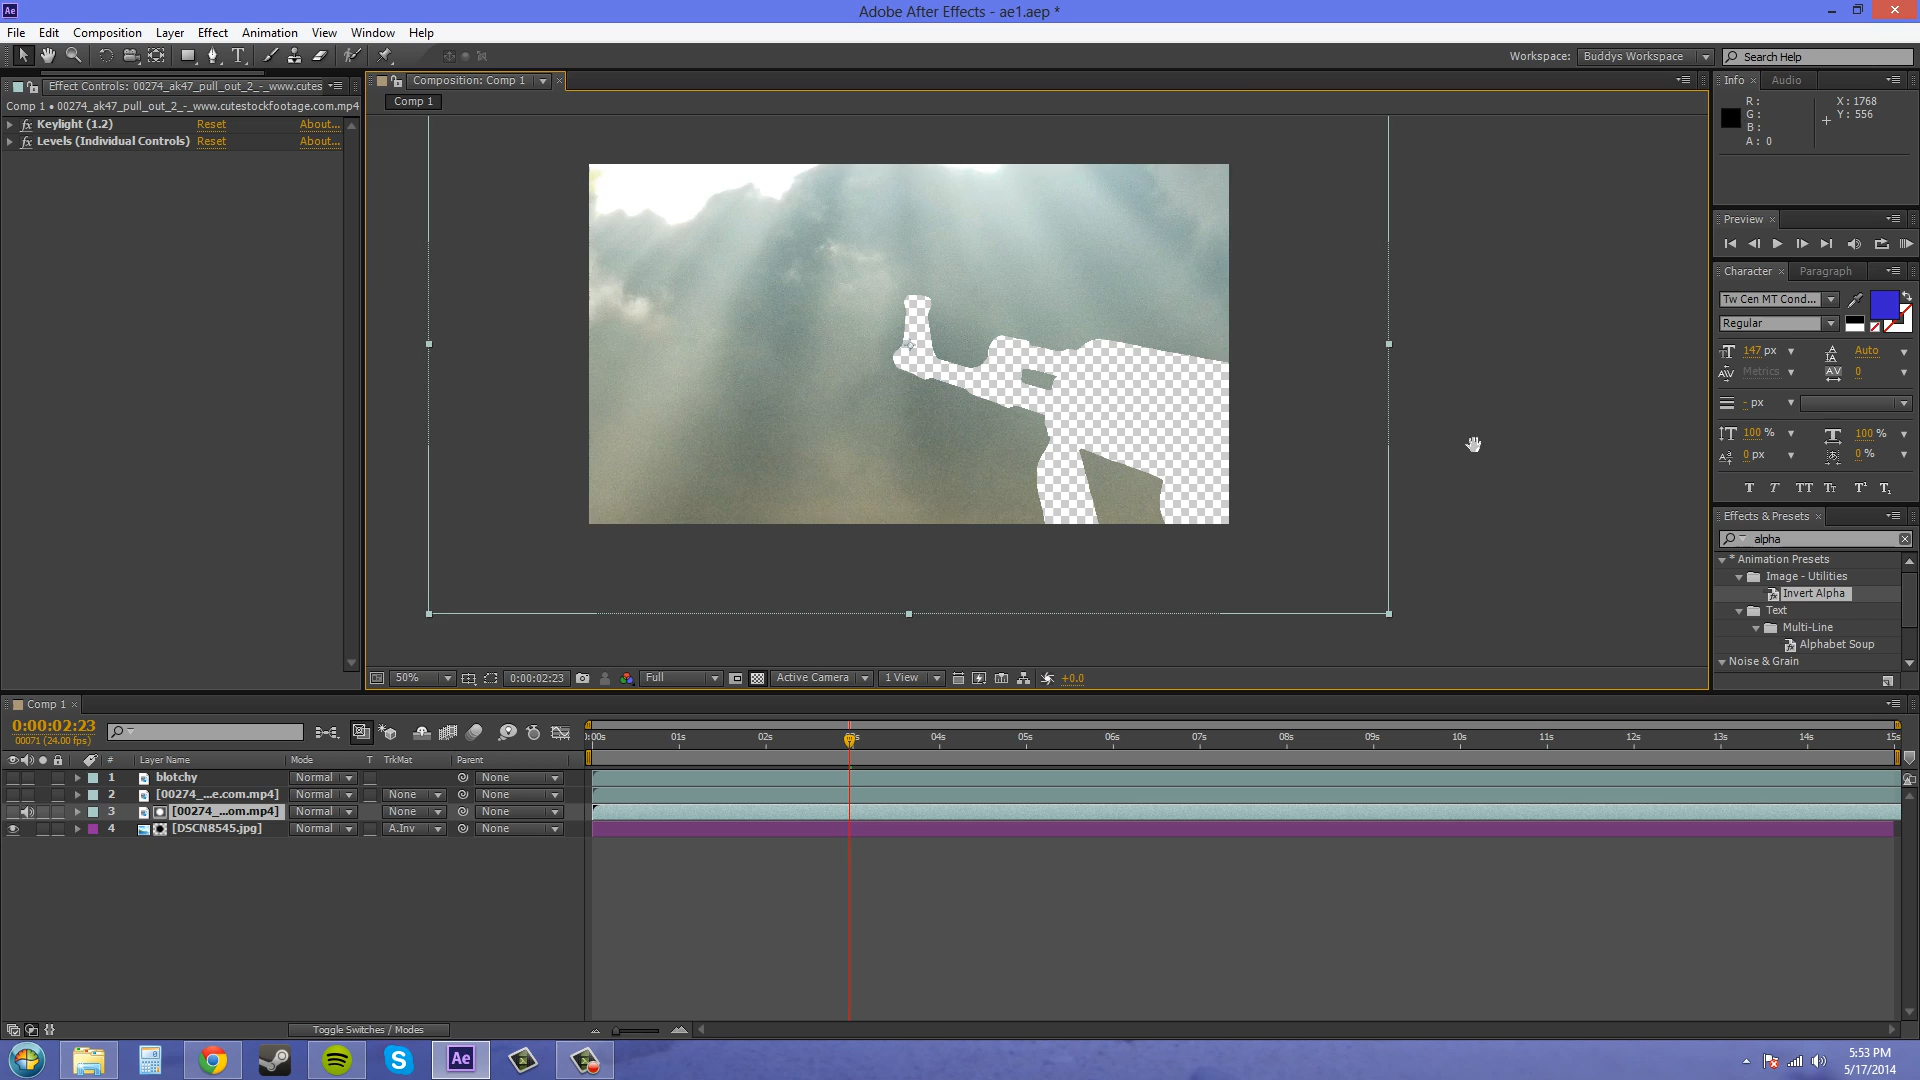 Adobe After Effects - ae1.aep *
File Edit Composition Layer Effect Animation View Window Help
Workspace: Buddys Workspace Search Help
Effect Controls: 00274_ak47_pull_out_2_-_www.cutes
Comp 1 • 00274_ak47_pull_out_2_-_www.cutestockfootage.com.mp4
fx Keylight (1.2) Reset About...
fx Levels (Individual Controls) Reset About...
Composition: Comp 1
Comp 1
50% 0:00:02:23 Full Active Camera 1 View +0.0
Info Audio
R: X: 1768
G: Y: 556
B:
A: 0
Preview
Character Paragraph
Tw Cen MT Cond...
Regular
147 px Auto
Metrics 0
- px
100 % 100 %
0 px 0 %
T T TT Tt T¹ T₁
Effects & Presets
alpha
* Animation Presets
Image - Utilities
Invert Alpha
Text
Multi-Line
Alphabet Soup
Noise & Grain
Comp 1
0:00:02:23
00071 (24.00 fps)
):00s 01s 02s 04s 05s 06s 07s 08s 09s 10s 11s 12s 13s 14s 15s
# Layer Name Mode T TrkMat Parent
1 blotchy Normal None
2 [00274_...e.com.mp4] Normal None None
3 [00274_...om.mp4] Normal None None
4 [DSCN8545.jpg] Normal A.Inv None
Toggle Switches / Modes
Ae
5:53 PM
5/17/2014